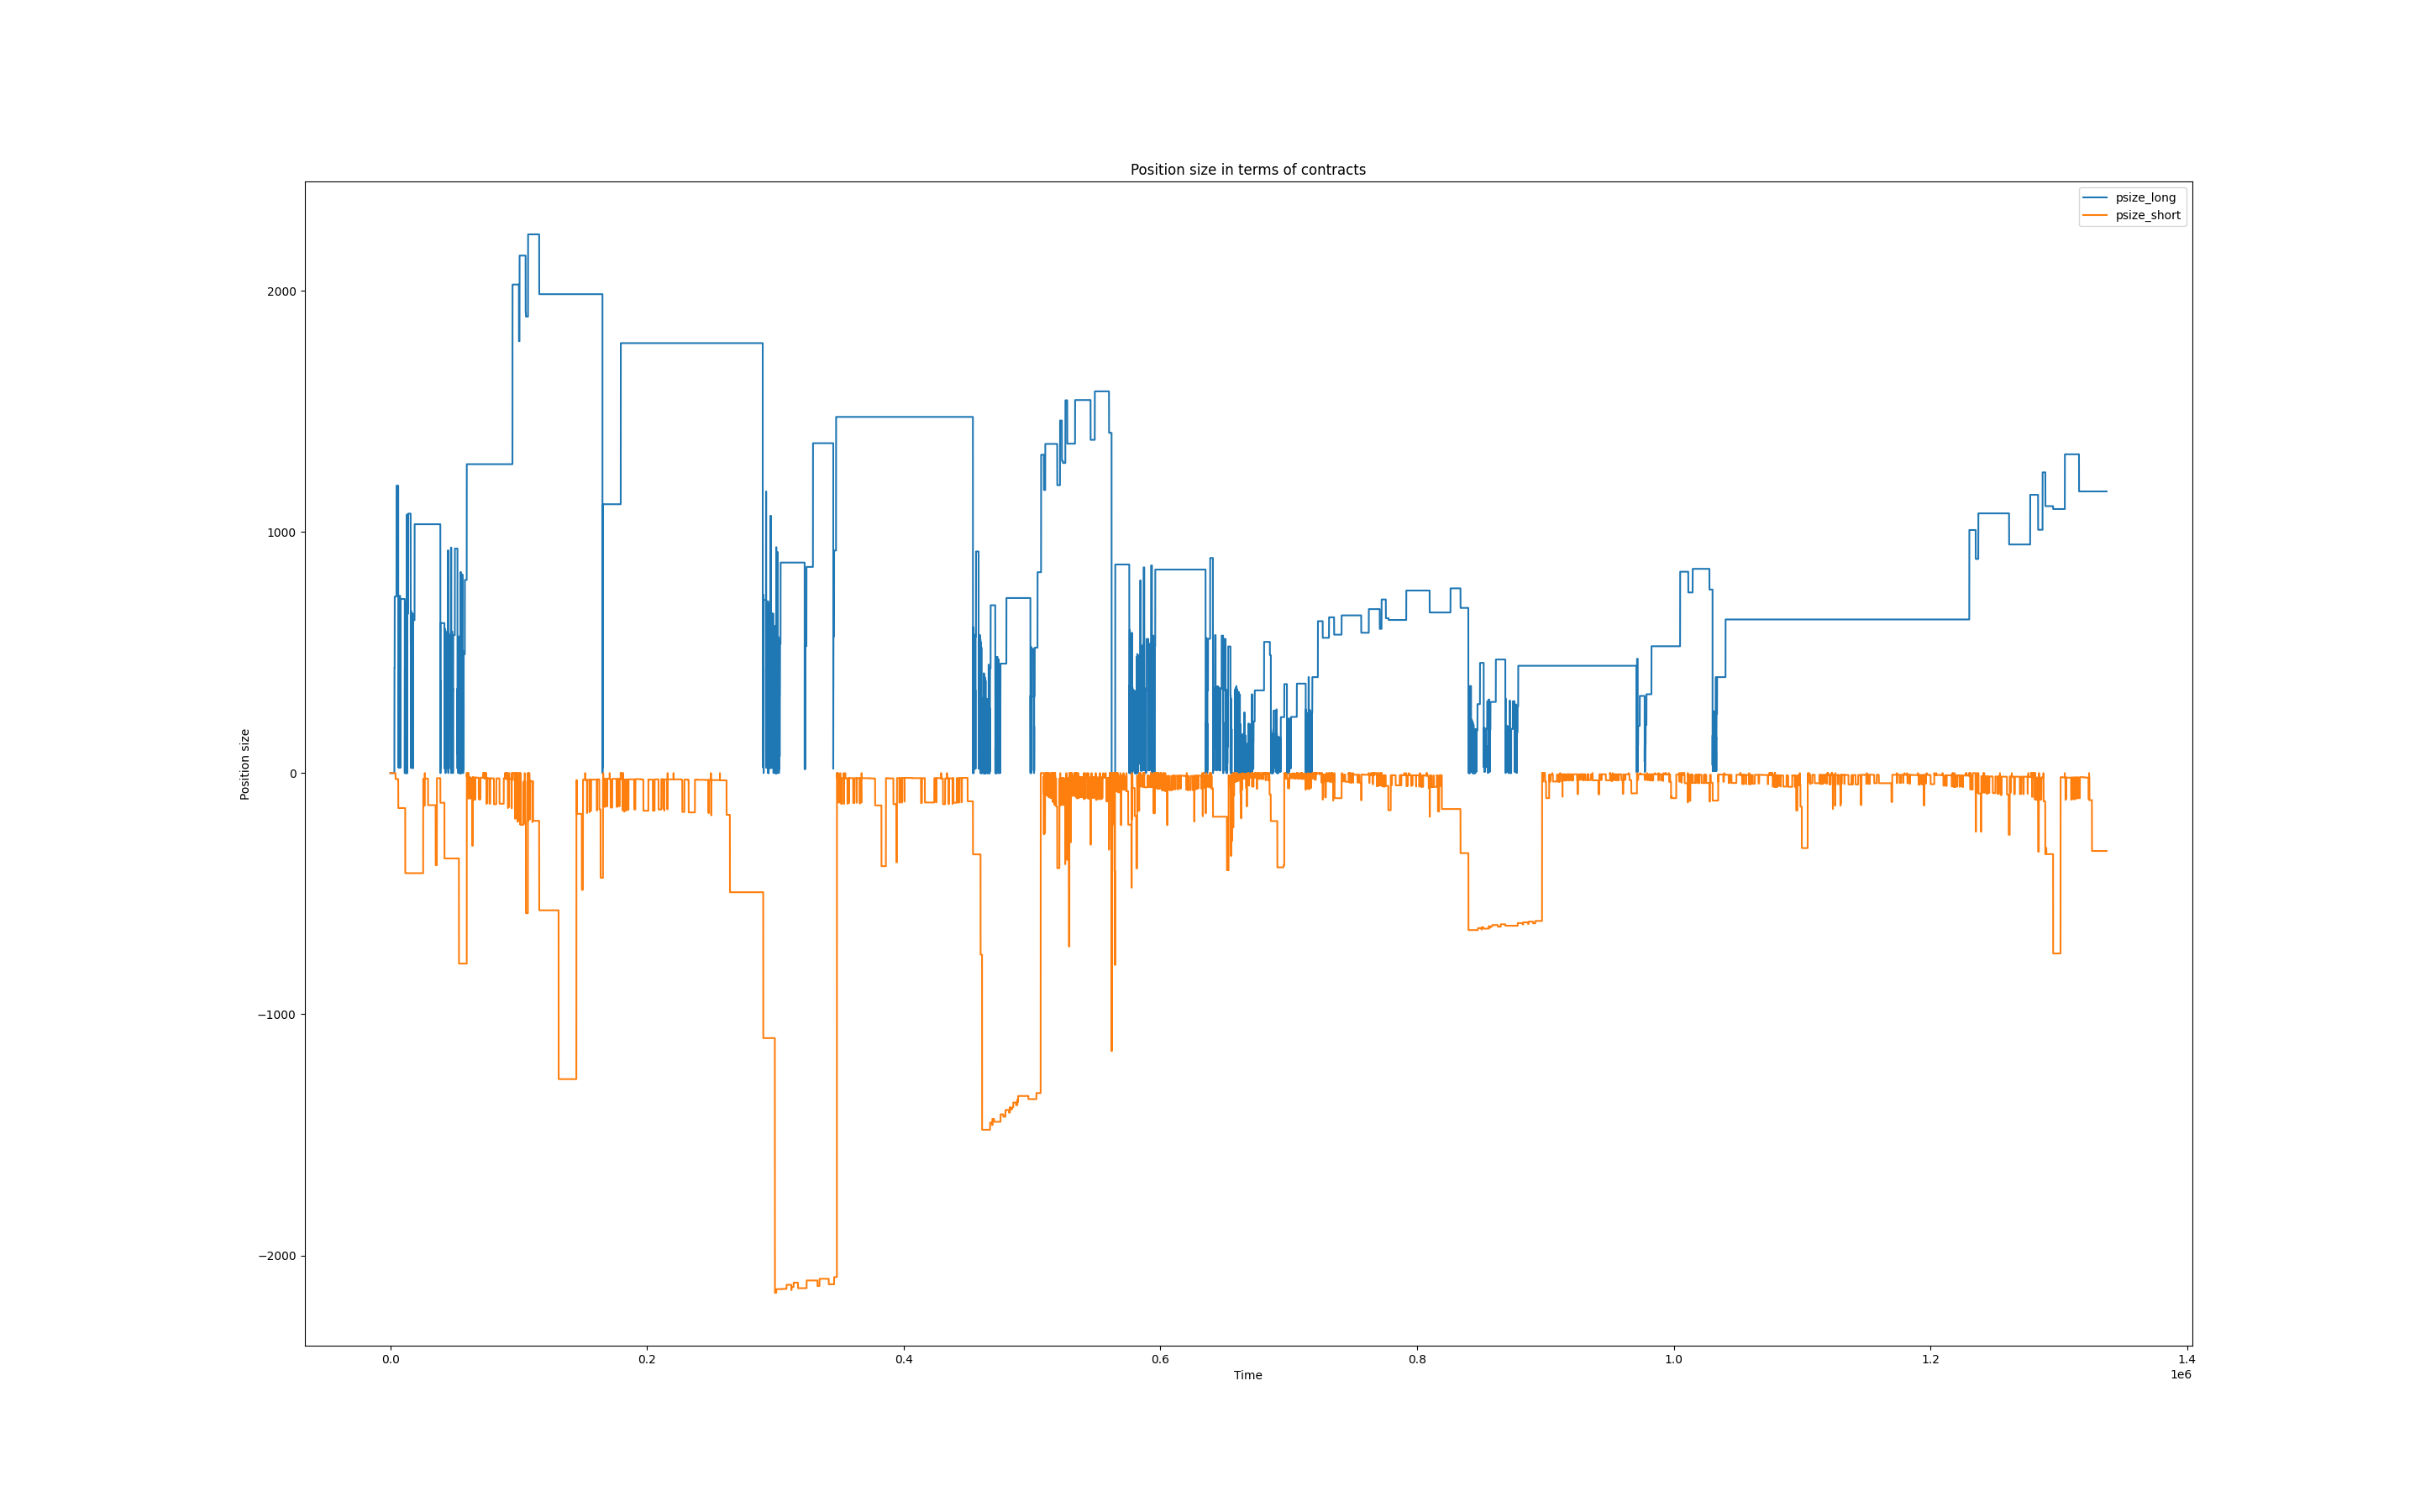 Position size in terms of contracts
psize_long
psize_short
2000
1000
0
−1000
−2000
Position size
0.0
0.2
0.4
0.6
0.8
1.0
1.2
1.4
Time
1e6